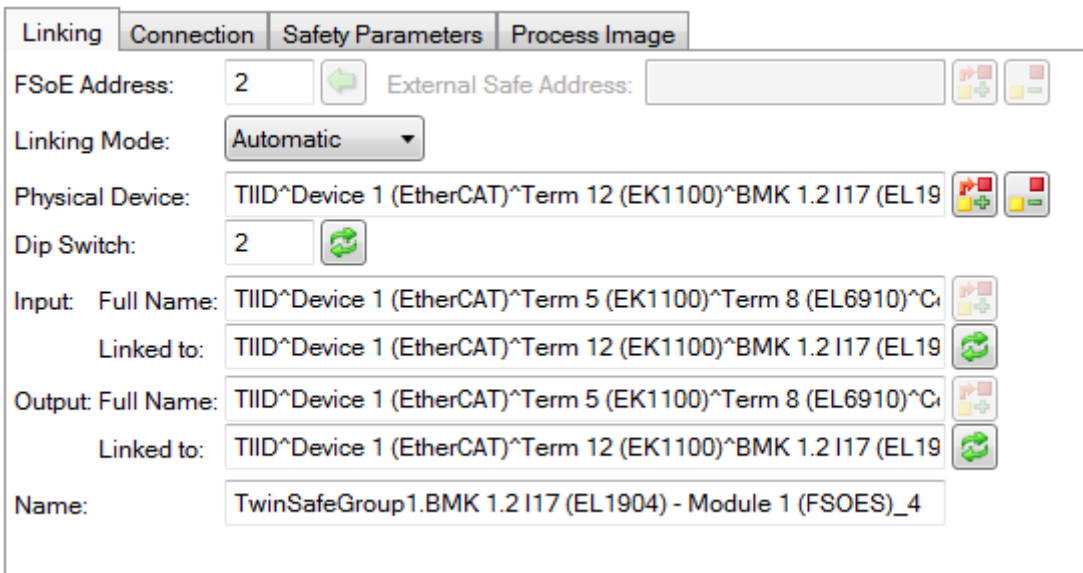 Linking Connection Safety Parameters Process Image
FSoE Address: 2 External Safe Address:
Linking Mode: Automatic
Physical Device: TIID^Device 1 (EtherCAT)^Term 12 (EK1100)^BMK 1.2 I17 (EL19
Dip Switch: 2
Input: Full Name: TIID^Device 1 (EtherCAT)^Term 5 (EK1100)^Term 8 (EL6910)^Co
Linked to: TIID^Device 1 (EtherCAT)^Term 12 (EK1100)^BMK 1.2 I17 (EL19
Output: Full Name: TIID^Device 1 (EtherCAT)^Term 5 (EK1100)^Term 8 (EL6910)^Co
Linked to: TIID^Device 1 (EtherCAT)^Term 12 (EK1100)^BMK 1.2 I17 (EL19
Name: TwinSafeGroup1.BMK 1.2 I17 (EL1904) - Module 1 (FSOES)_4